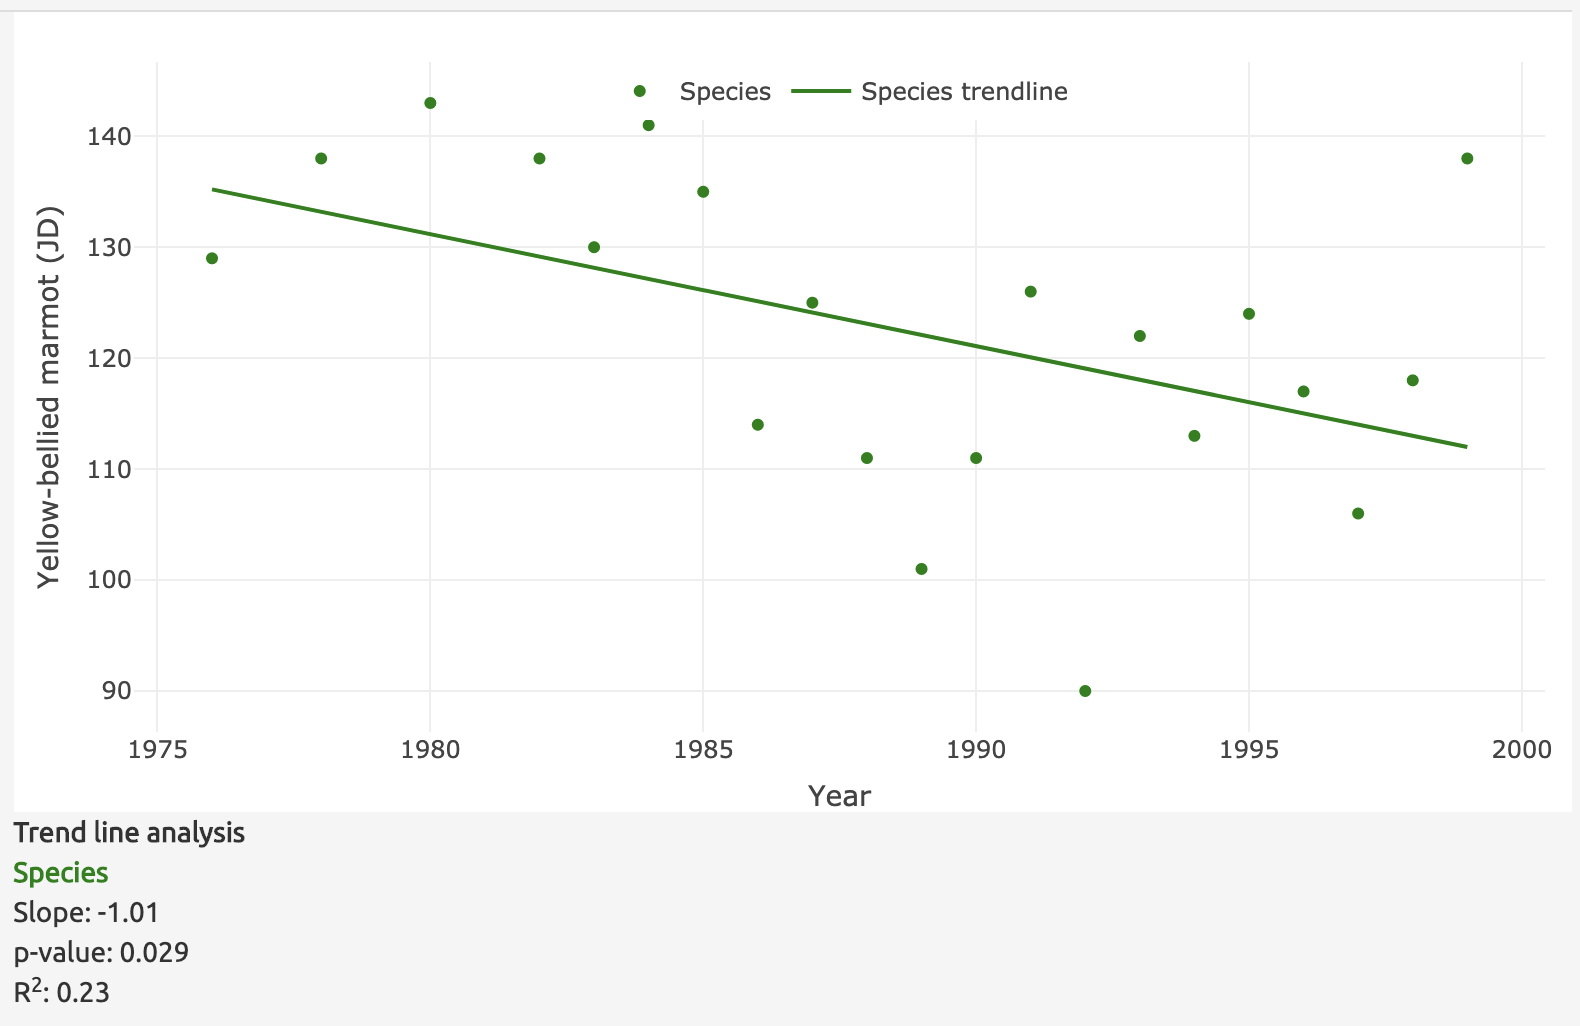 Species Species trendline
140
130
120
110
100
90
Yellow-bellied marmot (JD)
1975 1980 1985 1990 1995 2000
Year
Trend line analysis
Species
Slope: -1.01
p-value: 0.029
R²: 0.23